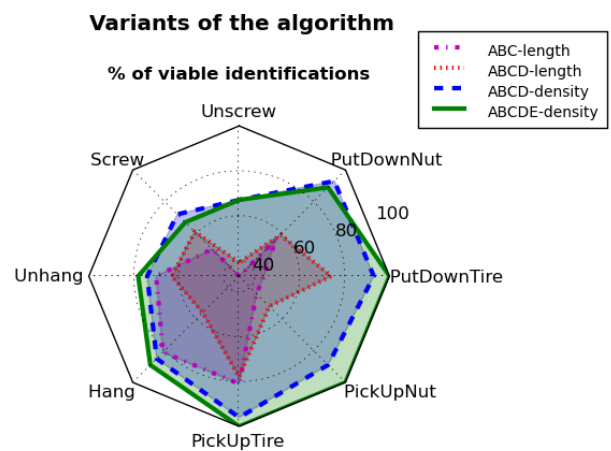 Variants of the algorithm
% of viable identifications
ABC-length
ABCD-length
ABCD-density
ABCDE-density
Unscrew
Screw
PutDownNut
100
80
60
40
Unhang
PutDownTire
Hang
PickUpNut
PickUpTire